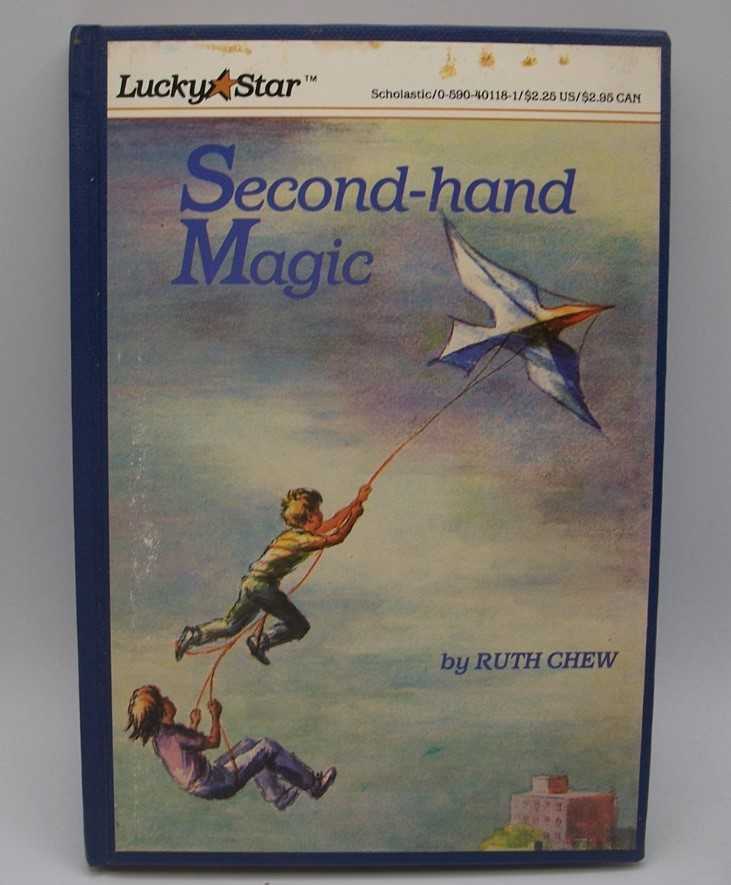 Lucky★Star™
Scholastic/0-590-40118-1/$2.25 US/$2.95 CAN
Second-hand
Magic
by RUTH CHEW